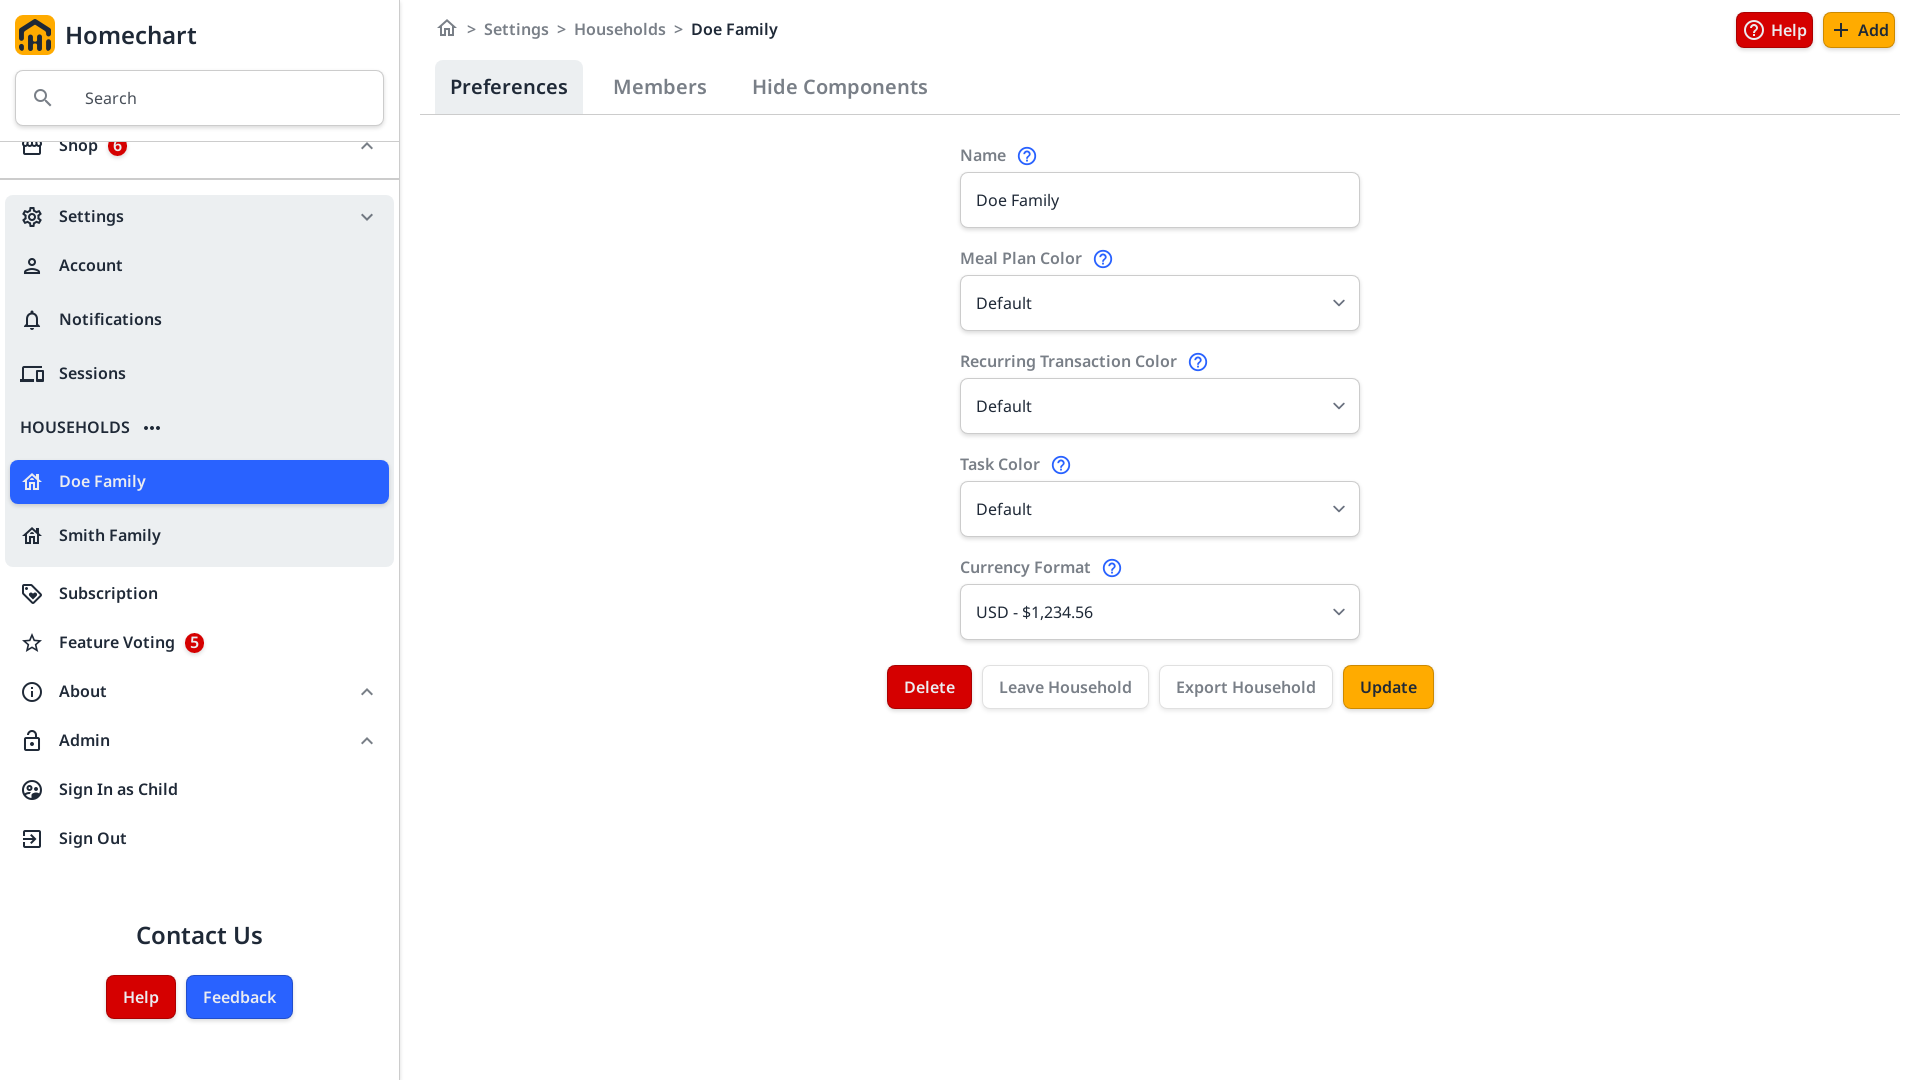 Homechart
Search
Shop 6
Settings
Account
Notifications
Sessions
HOUSEHOLDS
Doe Family
Smith Family
Subscription
Feature Voting 5
About
Admin
Sign In as Child
Sign Out
Contact Us
Help Feedback
> Settings > Households > Doe Family
Help Add
Preferences Members Hide Components
Name
Doe Family
Meal Plan Color
Default
Recurring Transaction Color
Default
Task Color
Default
Currency Format
USD - $1,234.56
Delete Leave Household Export Household Update